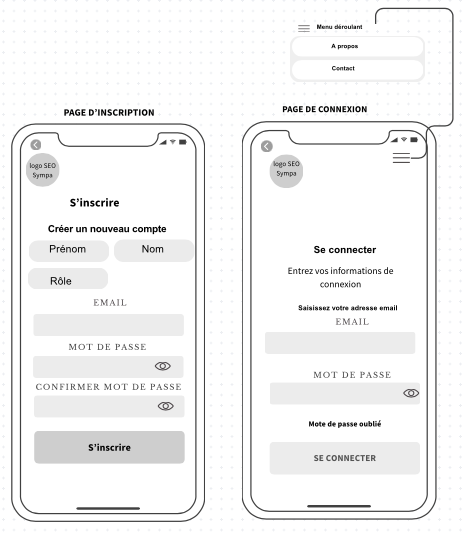 Menu déroulant
A propos
Contact
PAGE D'INSCRIPTION
logo SEO
Sympa
S'inscrire
Créer un nouveau compte
Prénom
Nom
Rôle
EMAIL
MOT DE PASSE
CONFIRMER MOT DE PASSE
S'inscrire
PAGE DE CONNEXION
logo SEO
Sympa
Se connecter
Entrez vos informations de
connexion
Saisissez votre adresse email
EMAIL
MOT DE PASSE
Mote de passe oublié
SE CONNECTER